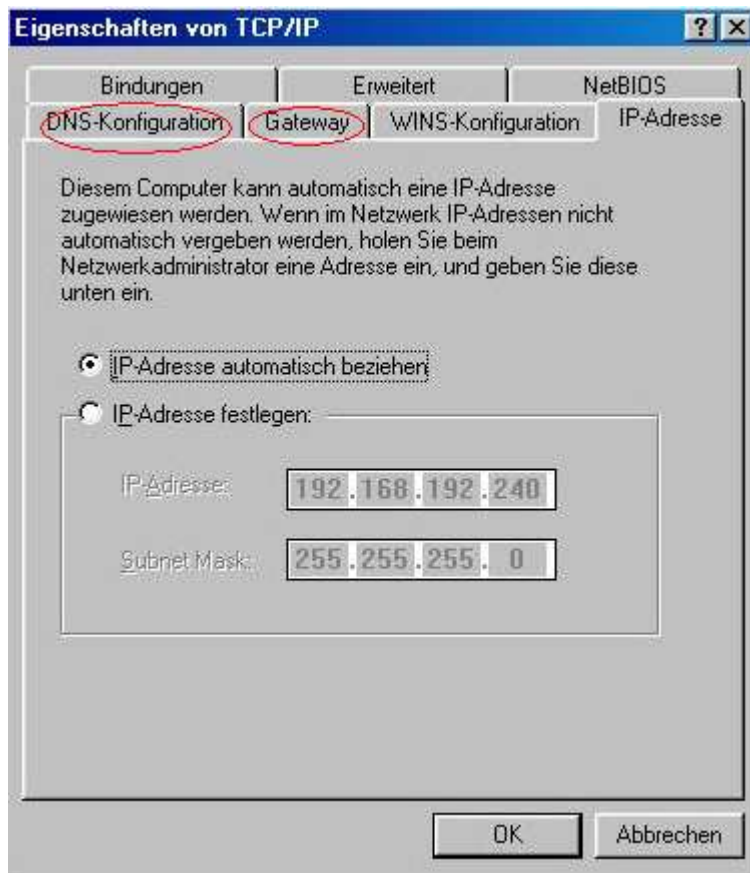 Eigenschaften von TCP/IP
Bindungen Erweitert NetBIOS
DNS-Konfiguration Gateway WINS-Konfiguration IP-Adresse
Diesem Computer kann automatisch eine IP-Adresse
zugewiesen werden. Wenn im Netzwerk IP-Adressen nicht
automatisch vergeben werden, holen Sie beim
Netzwerkadministrator eine Adresse ein, und geben Sie diese
unten ein.
IP-Adresse automatisch beziehen
IP-Adresse festlegen:
IP-Adresse: 192.168.192.240
Subnet Mask: 255.255.255. 0
OK Abbrechen